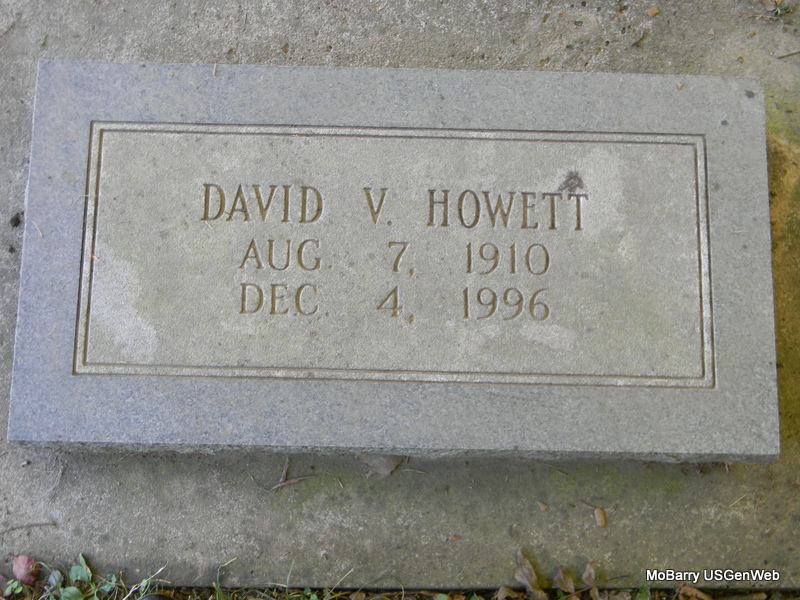 DAVID V. HOWETT
AUG. 7, 1910
DEC. 4, 1996
MoBarry USGenWeb